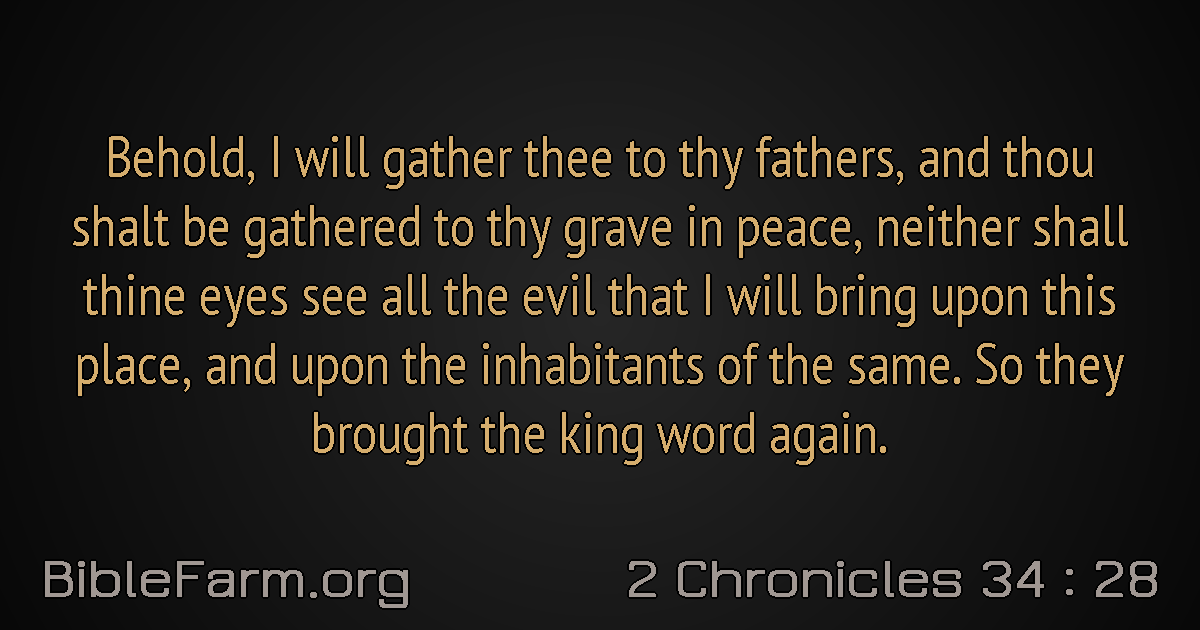 Behold, I will gather thee to thy fathers, and thou
shalt be gathered to thy grave in peace, neither shall
thine eyes see all the evil that I will bring upon this
place, and upon the inhabitants of the same. So they
brought the king word again.
BibleFarm.org
2 Chronicles 34 : 28